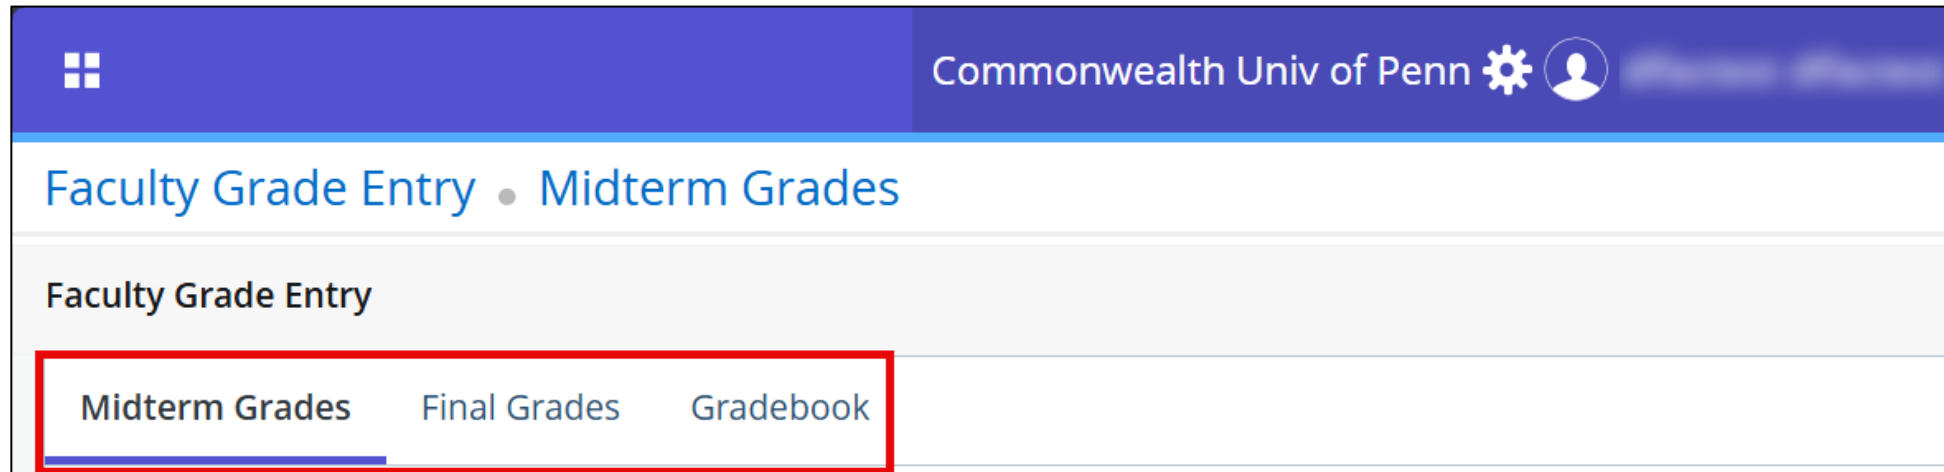 Commonwealth Univ of Penn
Faculty Grade Entry • Midterm Grades
Faculty Grade Entry
Midterm Grades Final Grades Gradebook